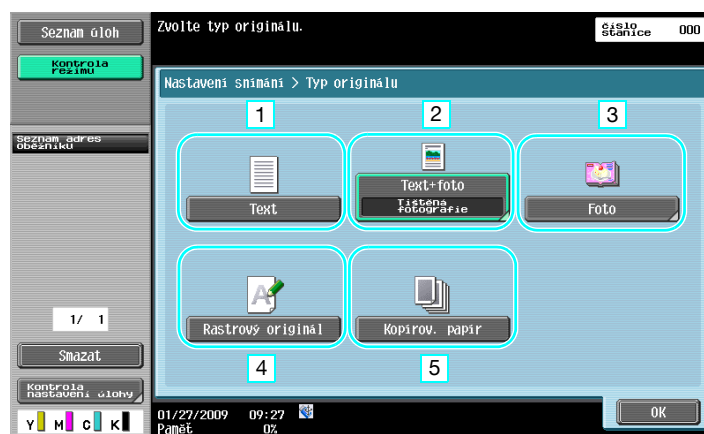 Seznam úloh
Kontrola
režimu
Seznam adres
oběžníku
1/ 1
Smazat
Kontrola
nastavení úlohy
Y M C K
Zvolte typ originálu.
číslo
stanice 000
Nastavení snímání > Typ originálu
1
2
3
Text
Text+foto
Tištěná
fotografie
Foto
Rastrový originál
Kopírov. papír
4
5
01/27/2009 09:27
Paměť 0%
OK